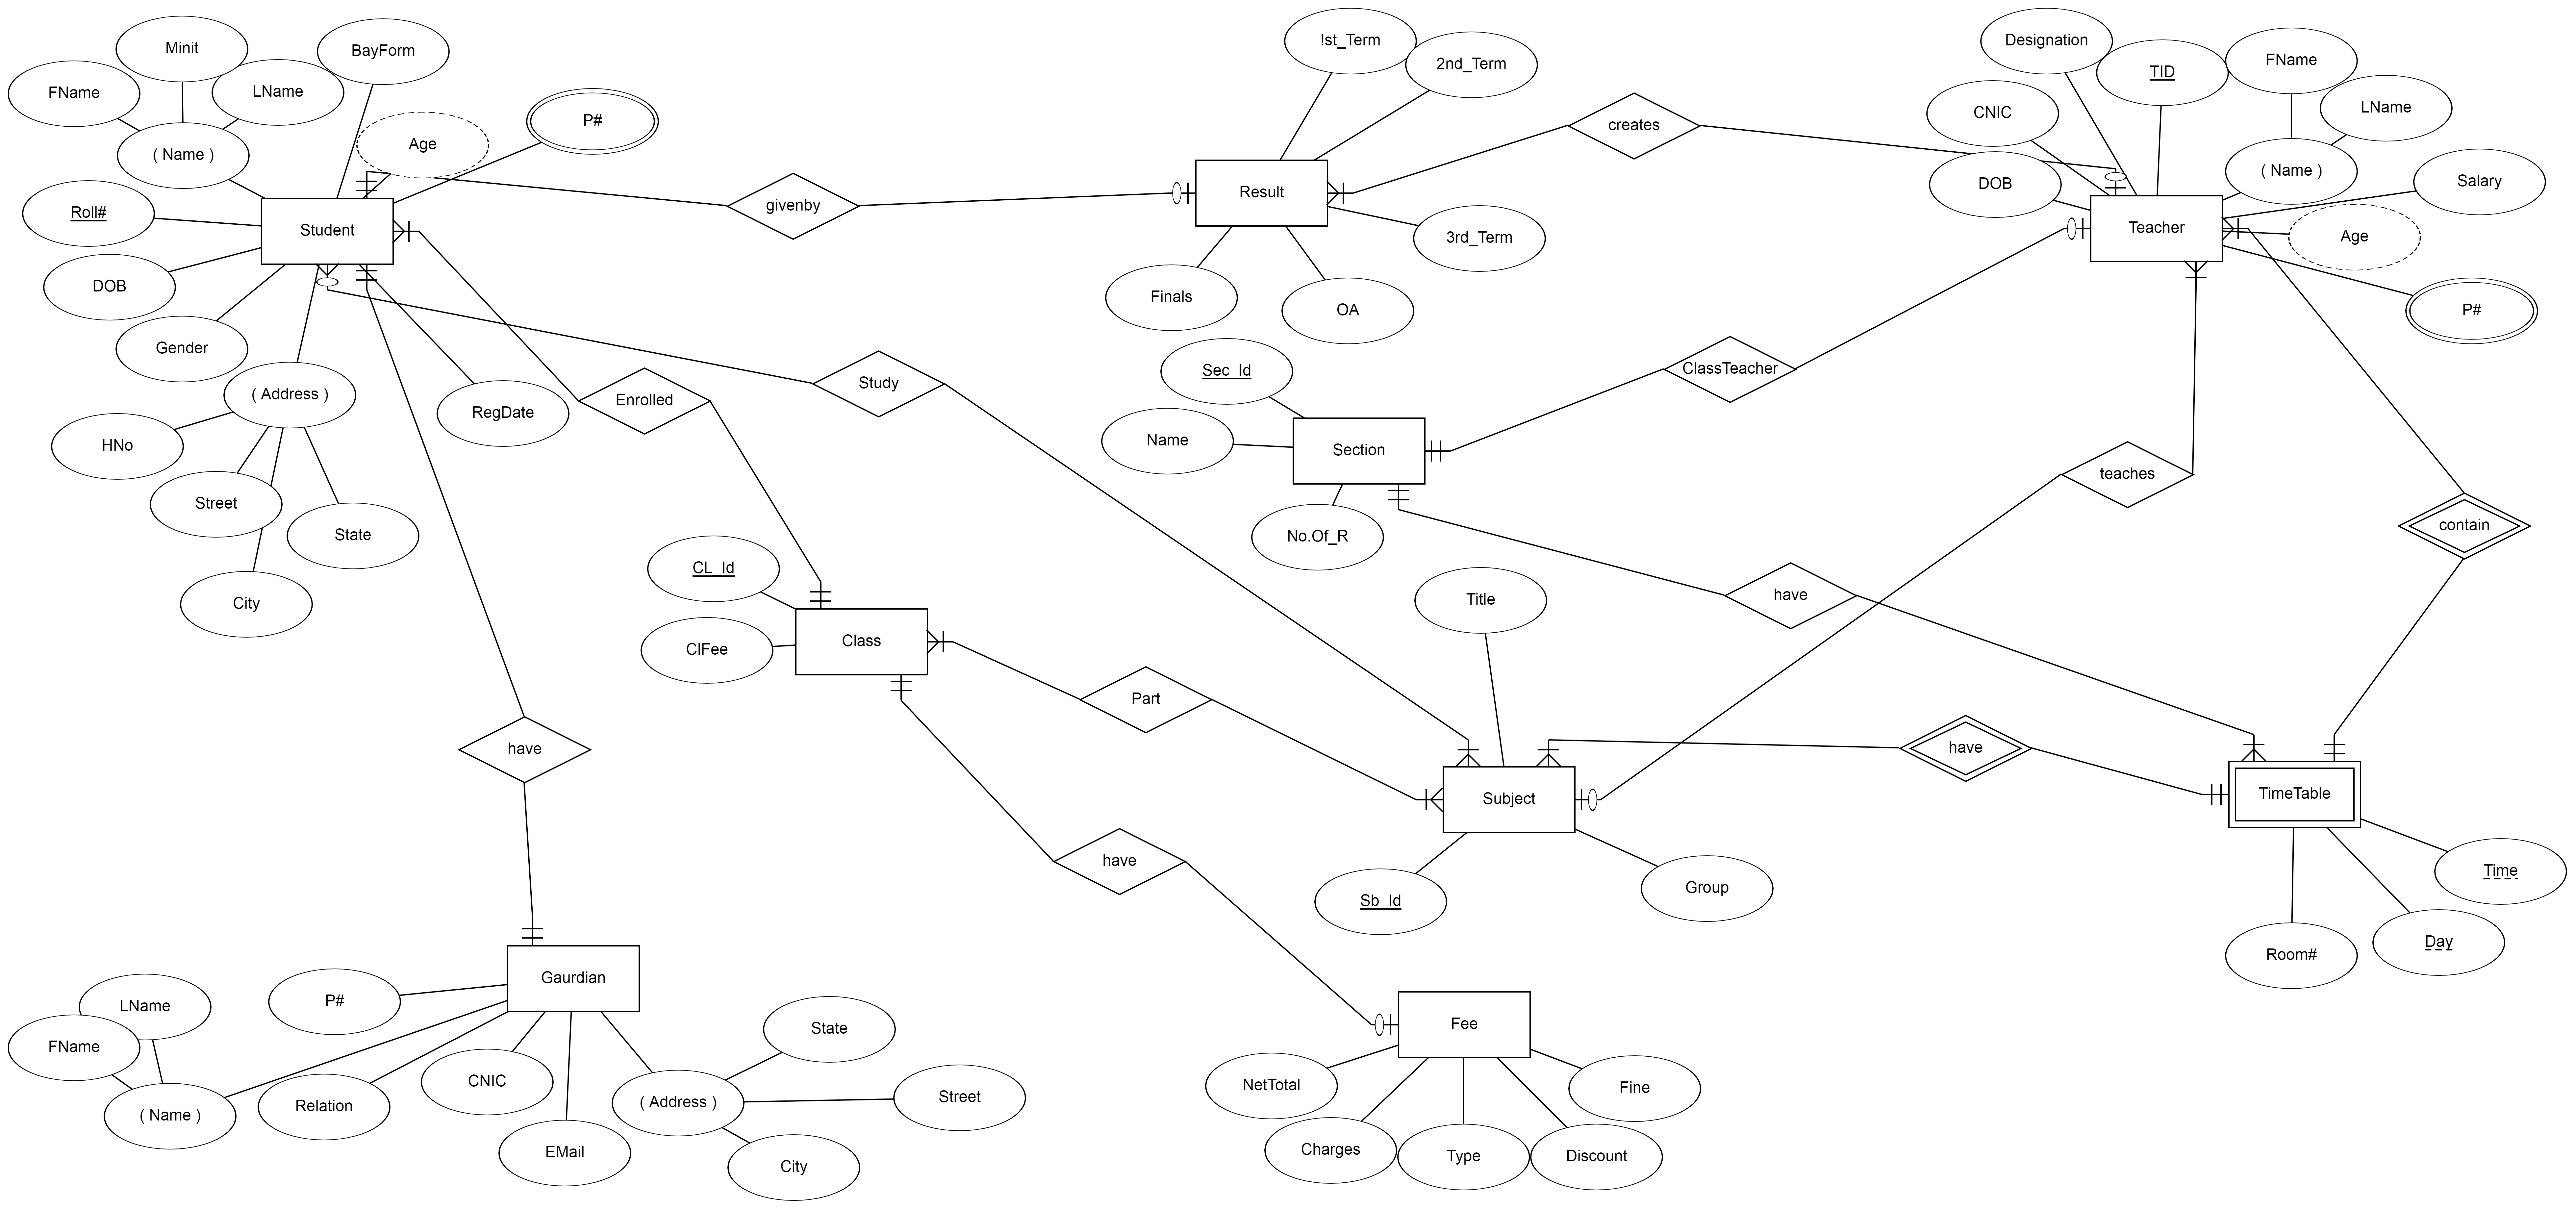 Minit
BayForm
FName
LName
( Name )
Age
P#
Roll#
Student
DOB
Gender
( Address )
HNo
Street
State
City
RegDate
givenby
!st_Term
2nd_Term
Result
3rd_Term
Finals
OA
creates
Designation
TID
FName
LName
CNIC
DOB
( Name )
Salary
Teacher
Age
P#
Study
Enrolled
ClassTeacher
Sec_Id
Name
Section
No.Of_R
teaches
contain
have
CL_Id
ClFee
Class
Part
Title
have
have
Subject
TimeTable
Sb_Id
Group
Time
Day
Room#
have
Gaurdian
P#
LName
FName
( Name )
Relation
CNIC
EMail
( Address )
State
Street
City
Fee
NetTotal
Charges
Type
Discount
Fine